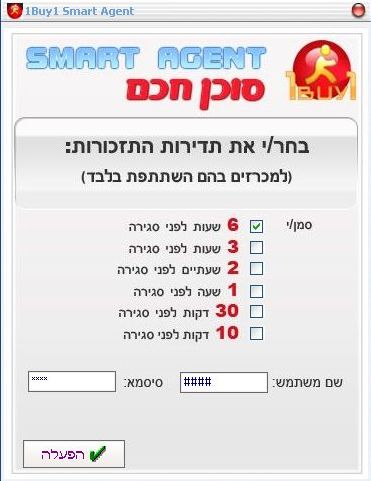 1Buy1 Smart Agent
SMART AGENT
סוכן חכם
1BUY1
בחר/י את תדירות התזכורות:
(למכרזים בהם השתתפת בלבד)
סמן/י
6 שעות לפני סגירה
3 שעות לפני סגירה
2 שעתיים לפני סגירה
1 שעה לפני סגירה
30 דקות לפני סגירה
10 דקות לפני סגירה
שם משתמש: #### סיסמא: ****
הפעלה